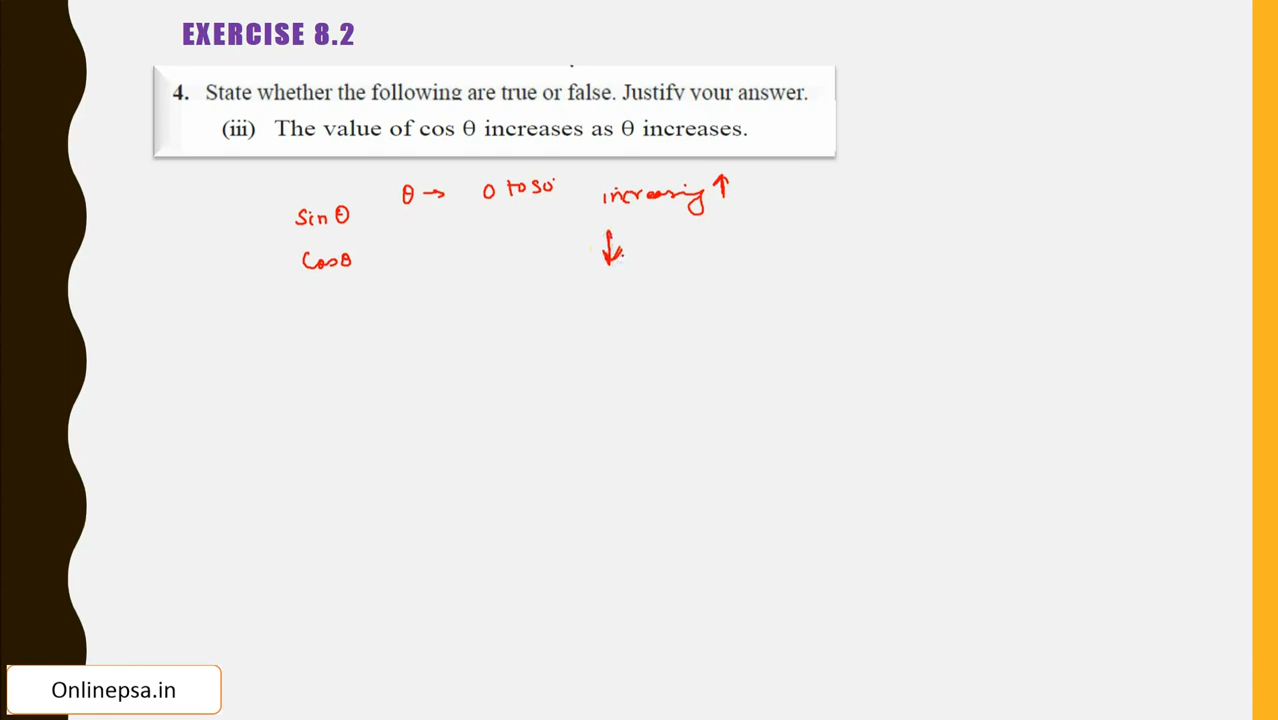 EXERCISE 8.2
4. State whether the following are true or false. Justify your answer.
(iii) The value of cos θ increases as θ increases.
θ → 0 to 90° increasing ↑
Sin θ
Cosθ ↓
Onlinepsa.in